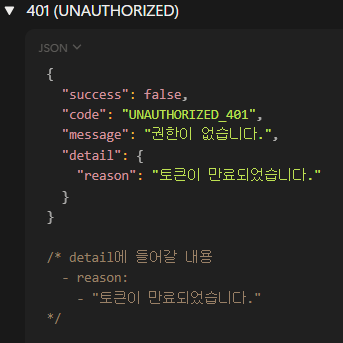 401 (UNAUTHORIZED)
JSON
{
"success": false,
"code": "UNAUTHORIZED_401",
"message": "권한이 없습니다.",
"detail": {
"reason": "토큰이 만료되었습니다."
}
}
/* detail에 들어갈 내용
- reason:
- "토큰이 만료되었습니다."
*/